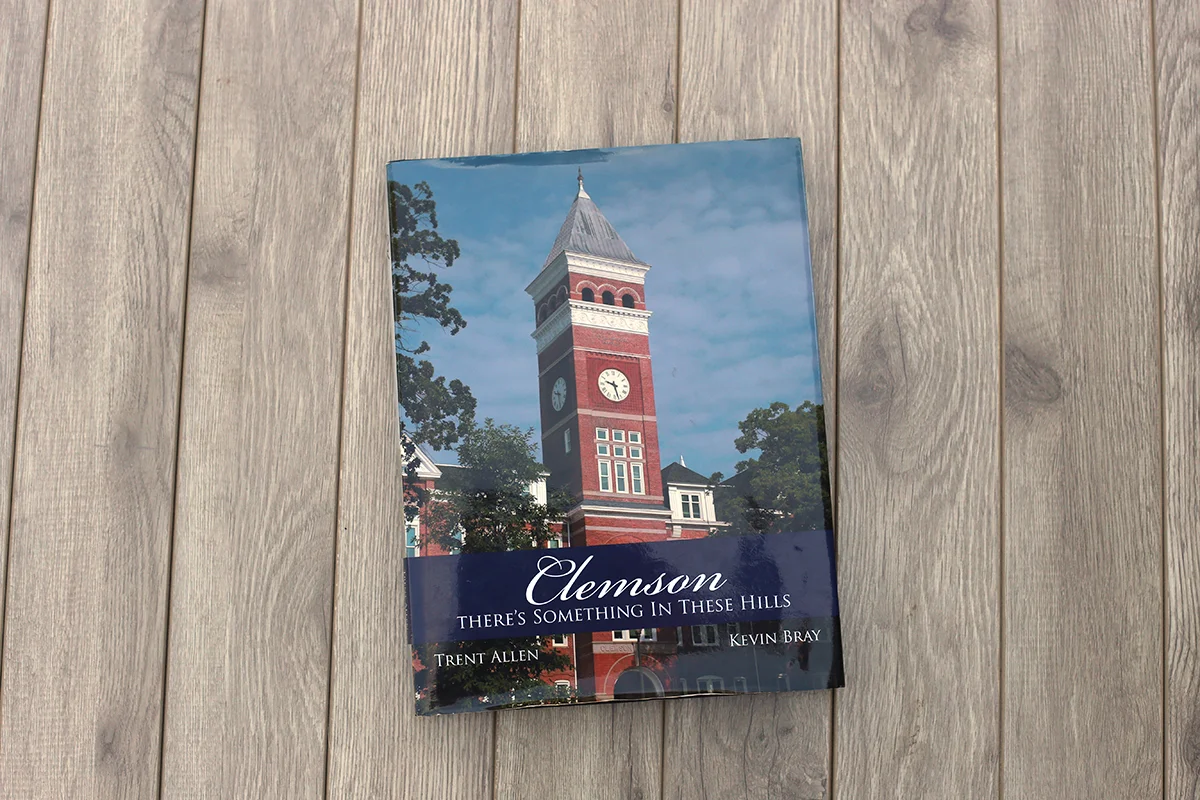 Clemson
THERE'S SOMETHING IN THESE HILLS
TRENT ALLEN
KEVIN BRAY